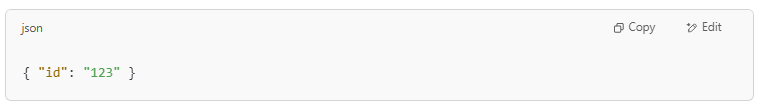 json Copy Edit
{ "id": "123" }